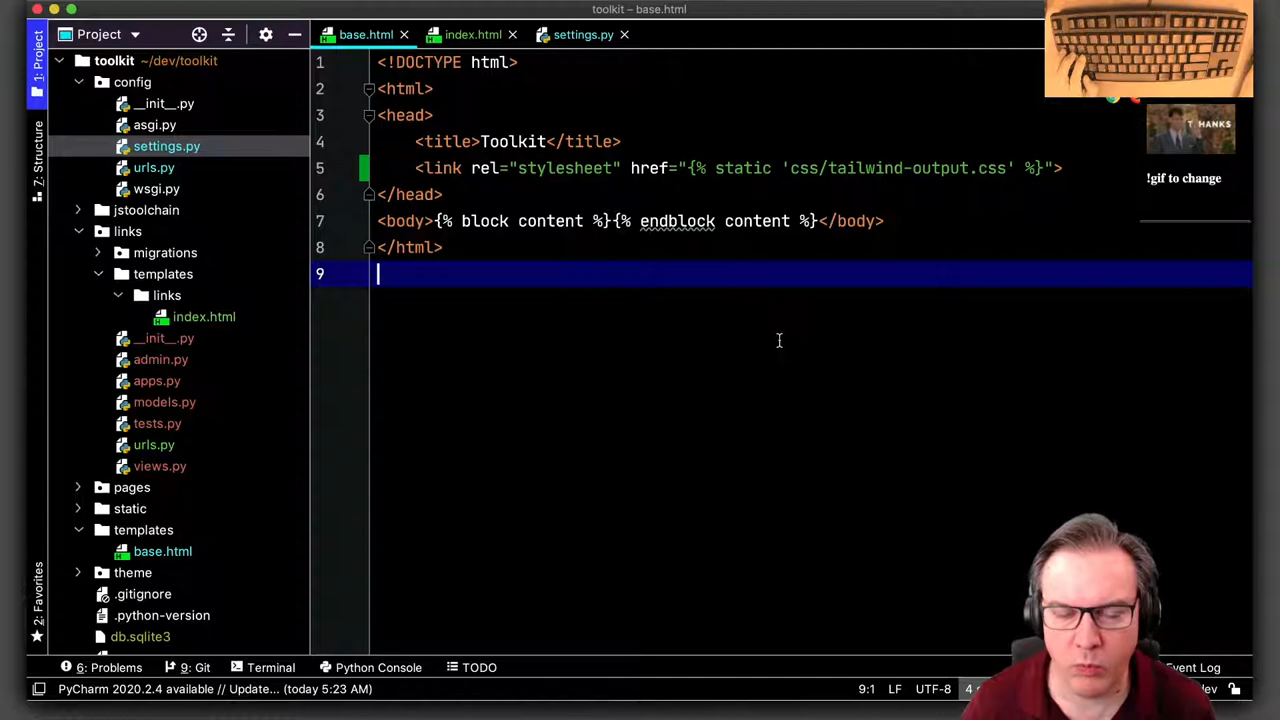 toolkit – base.html
Project
base.html
index.html
settings.py
1: Project
7: Structure
2: Favorites
toolkit ~/dev/toolkit
config
__init__.py
asgi.py
settings.py
urls.py
wsgi.py
jstoolchain
links
migrations
templates
links
index.html
__init__.py
admin.py
apps.py
models.py
tests.py
urls.py
views.py
pages
static
templates
base.html
theme
.gitignore
.python-version
db.sqlite3
1 <!DOCTYPE html>
2 <html>
3 <head>
4 <title>Toolkit</title>
5 <link rel="stylesheet" href="{% static 'css/tailwind-output.css' %}">
6 </head>
7 <body>{% block content %}{% endblock content %}</body>
8 </html>
9
T HANKS
!gif to change
6: Problems
9: Git
Terminal
Python Console
TODO
Event Log
PyCharm 2020.2.4 available // Update... (today 5:23 AM)
9:1
LF
UTF-8
4